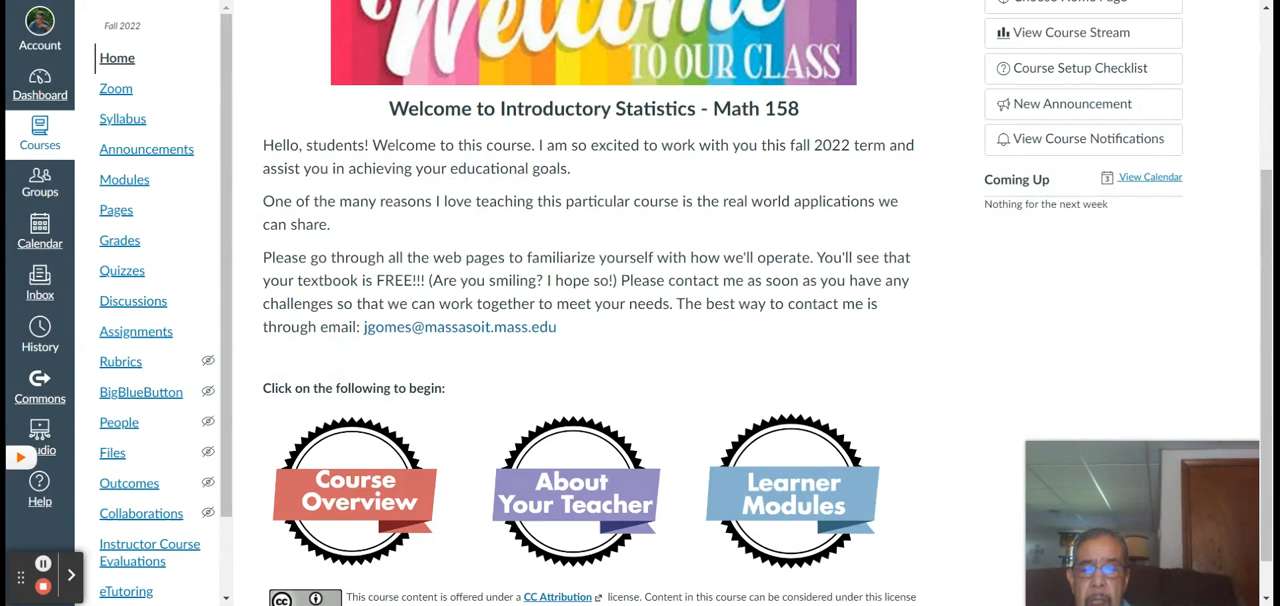 Account
Dashboard
Courses
Groups
Calendar
Inbox
History
Commons
udio
Help
Fall 2022
Home
Zoom
Syllabus
Announcements
Modules
Pages
Grades
Quizzes
Discussions
Assignments
Rubrics
BigBlueButton
People
Files
Outcomes
Collaborations
Instructor Course
Evaluations
eTutoring
Welcome
TO OUR CLASS
Welcome to Introductory Statistics - Math 158
Hello, students! Welcome to this course. I am so excited to work with you this fall 2022 term and
assist you in achieving your educational goals.
One of the many reasons I love teaching this particular course is the real world applications we
can share.
Please go through all the web pages to familiarize yourself with how we'll operate. You'll see that
your textbook is FREE!!! (Are you smiling? I hope so!) Please contact me as soon as you have any
challenges so that we can work together to meet your needs. The best way to contact me is
through email: jgomes@massasoit.mass.edu
Click on the following to begin:
Course
Overview
About
Your Teacher
Learner
Modules
cc
This course content is offered under a CC Attribution license. Content in this course can be considered under this license
Choose Home Page
View Course Stream
Course Setup Checklist
New Announcement
View Course Notifications
Coming Up
3 View Calendar
Nothing for the next week